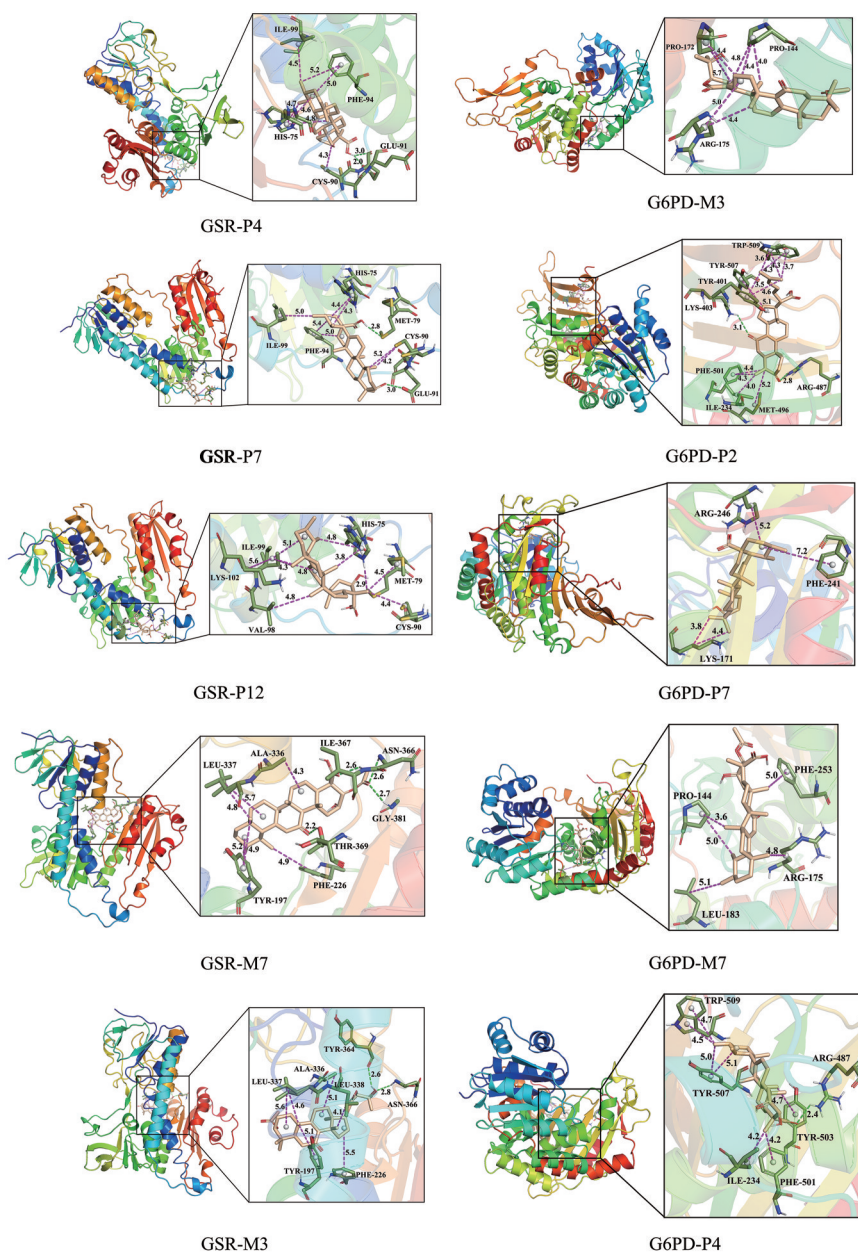 ILE-99
4.5
5.2
5.0
PHE-94
4.7
4.6
4.8
HIS-75
3.0
GLU-91
4.3
2.0
CYS-90
GSR-P4
PRO-172
4.4
4.8
4.0
PRO-144
5.7
4.4
5.0
4.4
ARG-175
G6PD-M3
HIS-75
4.4
4.3
MET-79
5.0
2.8
5.4
5.0
CYS-90
ILE-99
PHE-94
5.2
4.2
3.0
GLU-91
GSR-P7
TRP-509
3.6
4.3
TYR-507
4.3
3.7
3.5
TYR-401
4.6
LYS-403
5.1
3.1
PHE-501
4.4
4.3
4.0
2.8
5.2
ARG-487
ILE-234
MET-496
G6PD-P2
HIS-75
ILE-99
5.1
4.8
5.6
3.8
LYS-102
4.3
4.8
4.5
MET-79
2.9
4.8
4.4
VAL-98
CYS-90
GSR-P12
ARG-246
5.2
7.2
PHE-241
3.8
4.4
LYS-171
G6PD-P7
ILE-367
ASN-366
ALA-336
LEU-337
4.3
2.6
2.6
5.7
2.7
4.8
GLY-381
2.2
5.2
THR-369
4.9
4.9
PHE-226
TYR-197
GSR-M7
5.0
PHE-253
PRO-144
3.6
5.0
4.8
ARG-175
5.1
LEU-183
G6PD-M7
TYR-364
ALA-336
2.6
LEU-337
LEU-338
2.8
5.6
4.6
5.1
ASN-366
4.1
5.1
5.5
TYR-197
PHE-226
GSR-M3
TRP-509
4.7
4.5
ARG-487
5.0
5.1
TYR-507
4.7
2.4
TYR-503
4.2
4.2
ILE-234
PHE-501
G6PD-P4